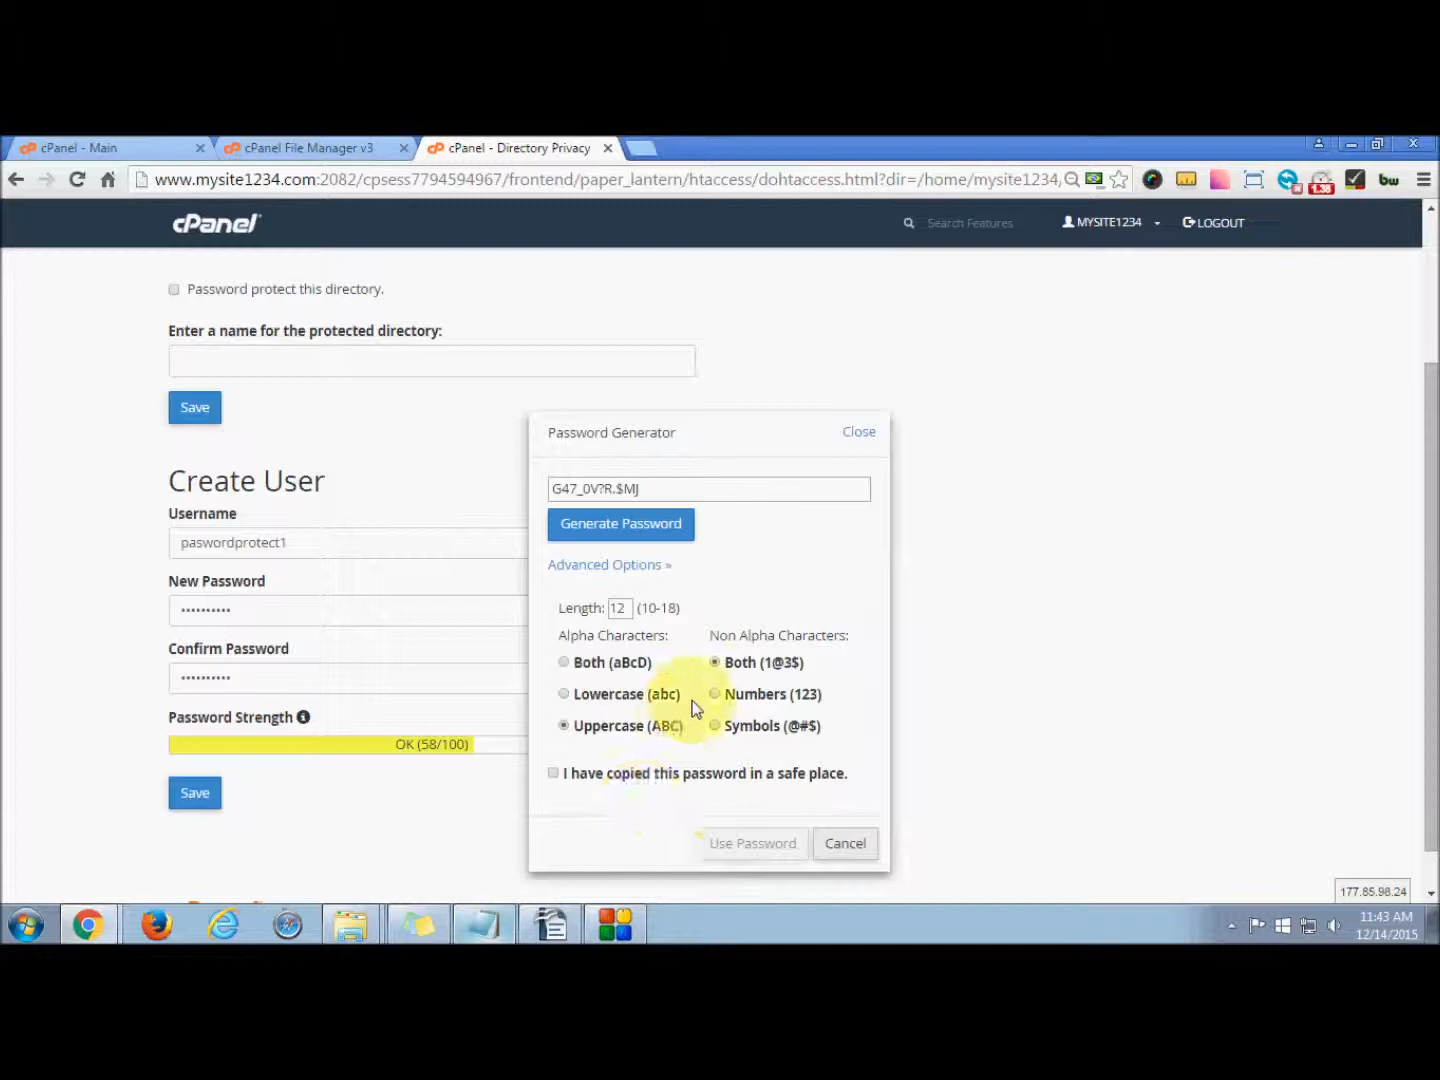 cPanel - Main
cPanel File Manager v3
cPanel - Directory Privacy
www.mysite1234.com:2082/cpsess7794594967/frontend/paper_lantern/htaccess/dohtaccess.html?dir=/home/mysite1234,
1.38
bw
cPanel
Search Features
MYSITE1234
LOGOUT
Password protect this directory.
Enter a name for the protected directory:
Save
Create User
Username
paswordprotect1
New Password
Confirm Password
Password Strength
OK (58/100)
Save
Password Generator
Close
G47_0V?R.$MJ
Generate Password
Advanced Options »
Length: 12 (10-18)
Alpha Characters: Non Alpha Characters:
Both (aBcD) Both (1@3$)
Lowercase (abc) Numbers (123)
Uppercase (ABC) Symbols (@#$)
I have copied this password in a safe place.
Use Password
Cancel
177.85.98.24
11:43 AM
12/14/2015